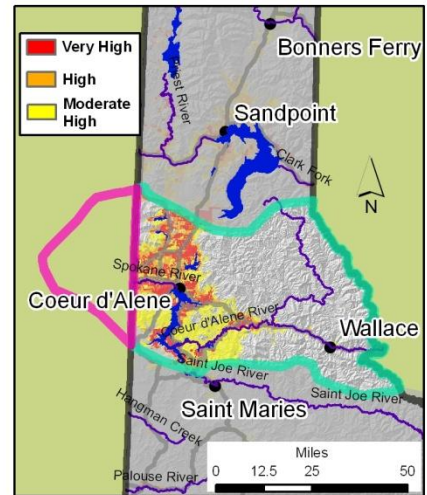 Very High
High
Moderate
High
Bonners Ferry
Priest River
Sandpoint
Clark Fork
N
Spokane River
Coeur d'Alene
Coeur d'Alene River
Wallace
Saint Joe River
Saint Joe River
Saint Maries
Hangman Creek
Palouse River
Miles
0 12.5 25 50